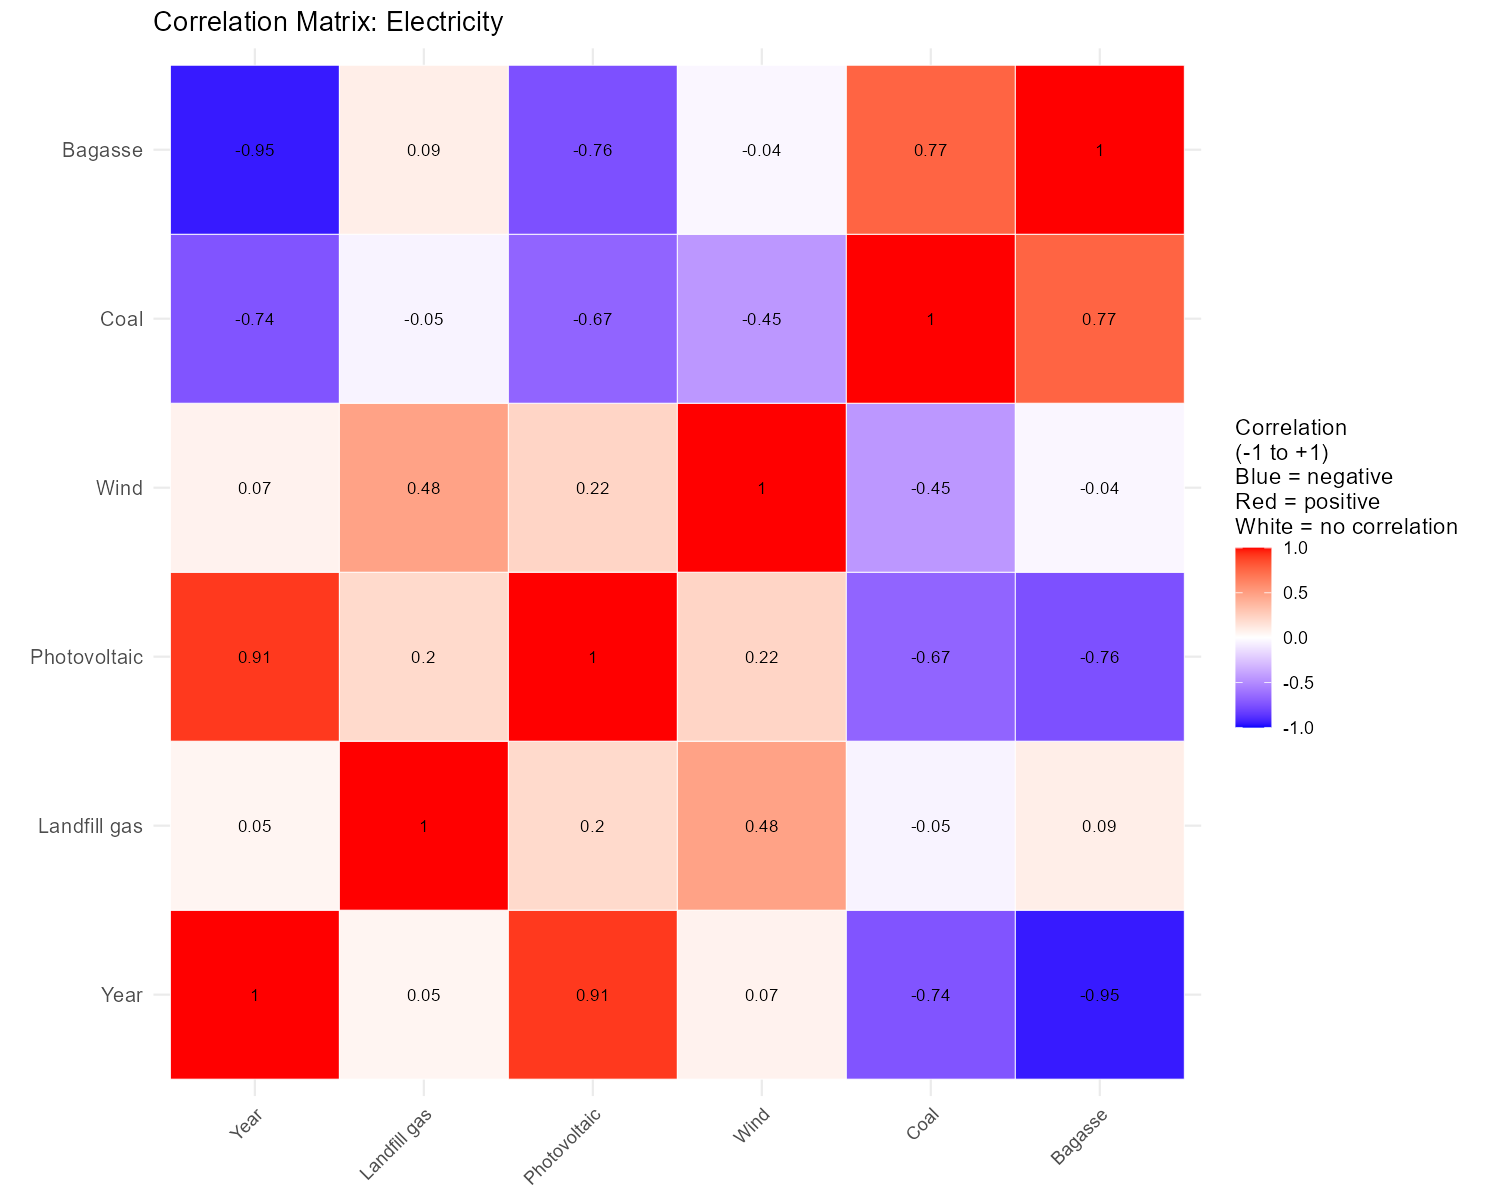 Correlation Matrix: Electricity
Bagasse
-0.95 0.09 -0.76 -0.04 0.77 1
Coal
-0.74 -0.05 -0.67 -0.45 1 0.77
Wind
0.07 0.48 0.22 1 -0.45 -0.04
Photovoltaic
0.91 0.2 1 0.22 -0.67 -0.76
Landfill gas
0.05 1 0.2 0.48 -0.05 0.09
Year
1 0.05 0.91 0.07 -0.74 -0.95
Year
Landfill gas
Photovoltaic
Wind
Coal
Bagasse
Correlation
(-1 to +1)
Blue = negative
Red = positive
White = no correlation
1.0
0.5
0.0
-0.5
-1.0